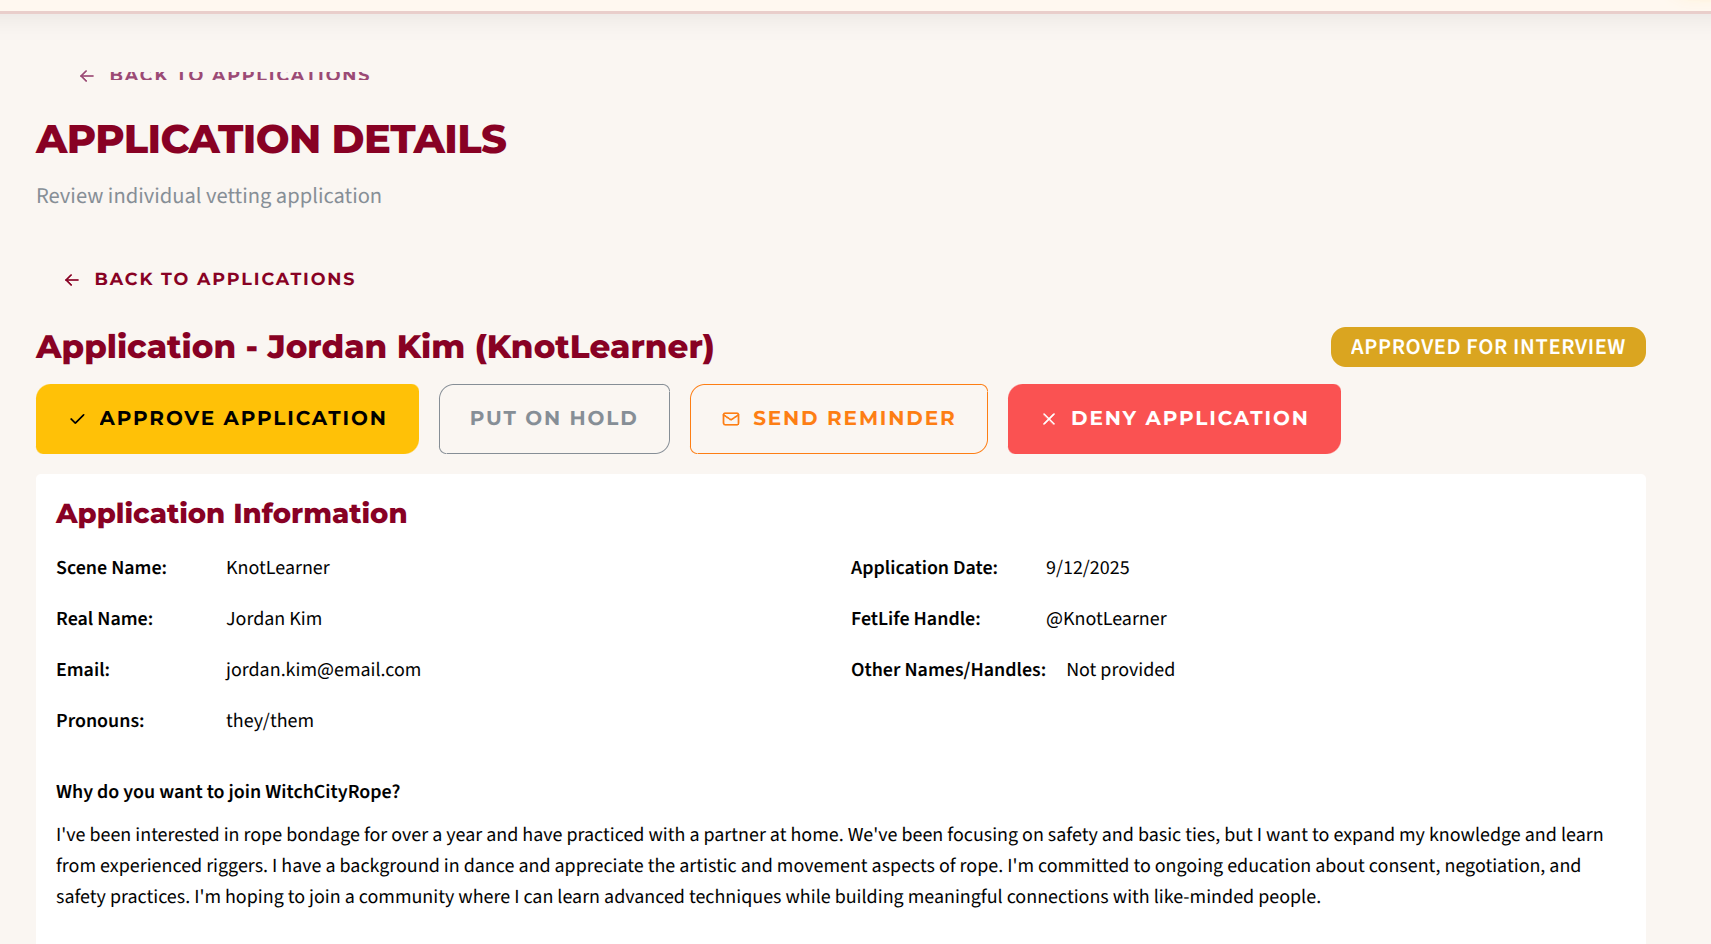 BACK TO APPLICATIONS
APPLICATION DETAILS
Review individual vetting application
BACK TO APPLICATIONS
Application - Jordan Kim (KnotLearner)
APPROVED FOR INTERVIEW
APPROVE APPLICATION
PUT ON HOLD
SEND REMINDER
DENY APPLICATION
Application Information
Scene Name: KnotLearner
Application Date: 9/12/2025
Real Name: Jordan Kim
FetLife Handle: @KnotLearner
Email: jordan.kim@email.com
Other Names/Handles: Not provided
Pronouns: they/them
Why do you want to join WitchCityRope?
I've been interested in rope bondage for over a year and have practiced with a partner at home. We've been focusing on safety and basic ties, but I want to expand my knowledge and learn
from experienced riggers. I have a background in dance and appreciate the artistic and movement aspects of rope. I'm committed to ongoing education about consent, negotiation, and
safety practices. I'm hoping to join a community where I can learn advanced techniques while building meaningful connections with like-minded people.